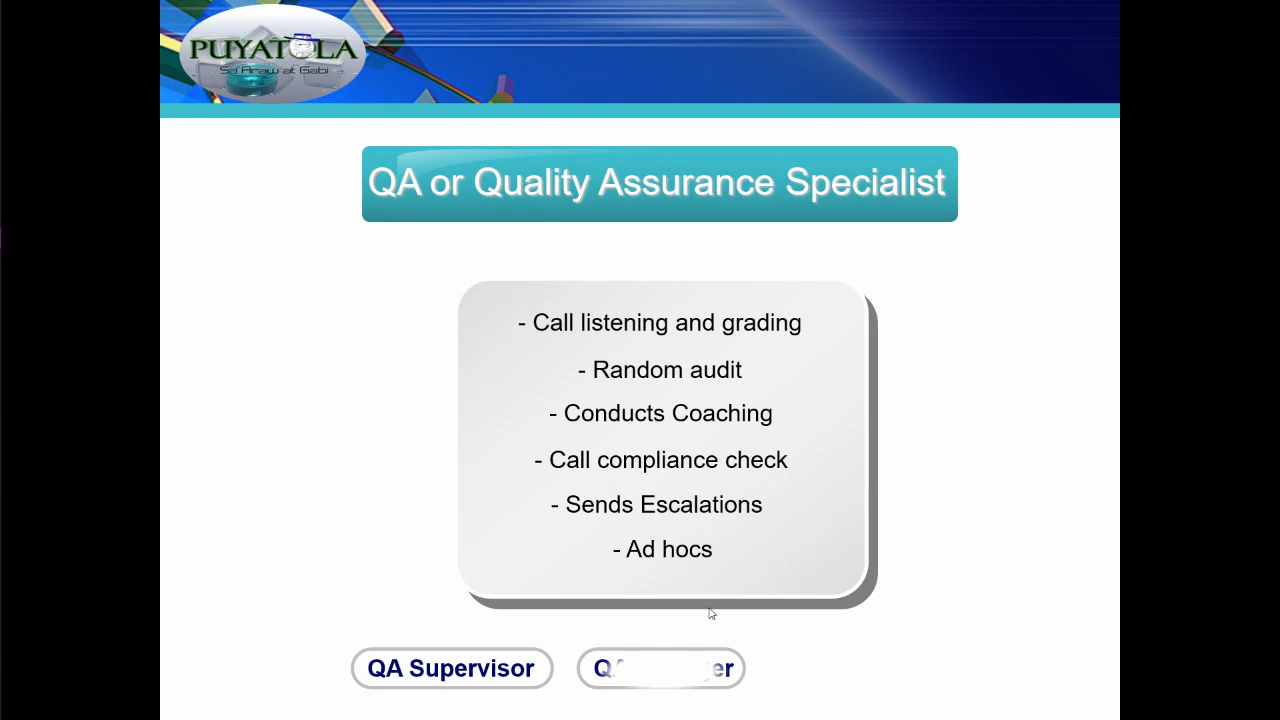 PUYATOLA
Sa Araw at Gabi
QA or Quality Assurance Specialist
- Call listening and grading
- Random audit
- Conducts Coaching
- Call compliance check
- Sends Escalations
- Ad hocs
QA Supervisor